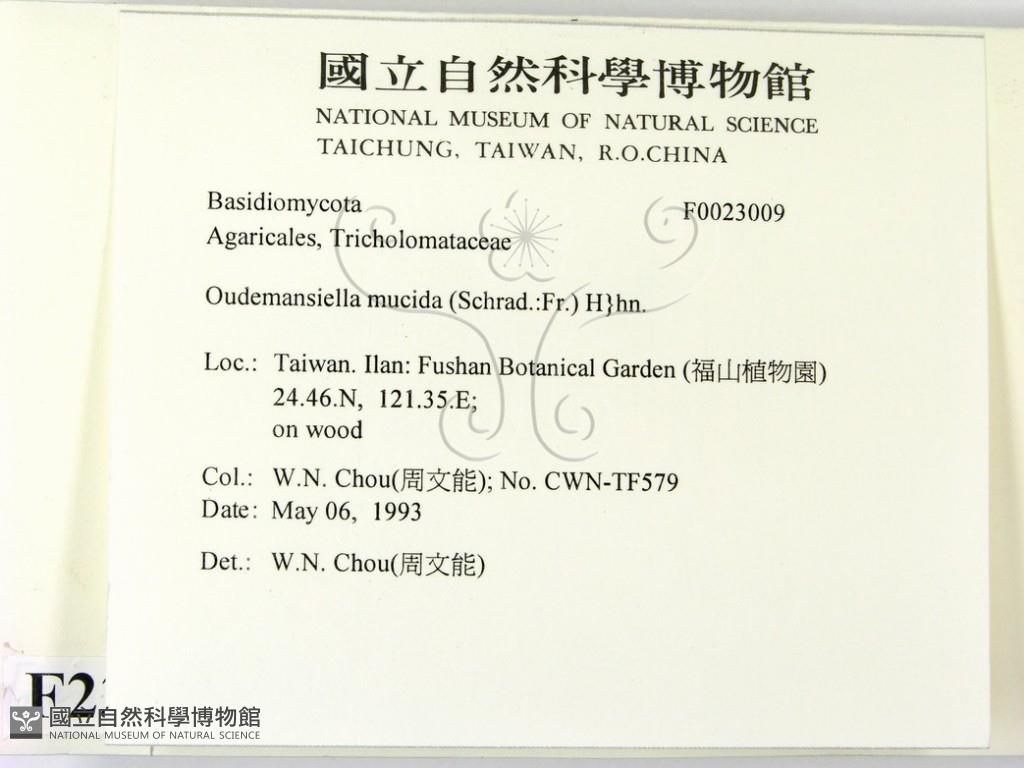 國立自然科學博物館
NATIONAL MUSEUM OF NATURAL SCIENCE
TAICHUNG, TAIWAN, R.O.CHINA
Basidiomycota F0023009
Agaricales, Tricholomataceae
Oudemansiella mucida (Schrad.:Fr.) H}hn.
Loc.: Taiwan. Ilan: Fushan Botanical Garden (福山植物園)
24.46.N, 121.35.E;
on wood
Col.: W.N. Chou(周文能); No. CWN-TF579
Date: May 06, 1993
Det.: W.N. Chou(周文能)
F2
國立自然科學博物館
NATIONAL MUSEUM OF NATURAL SCIENCE